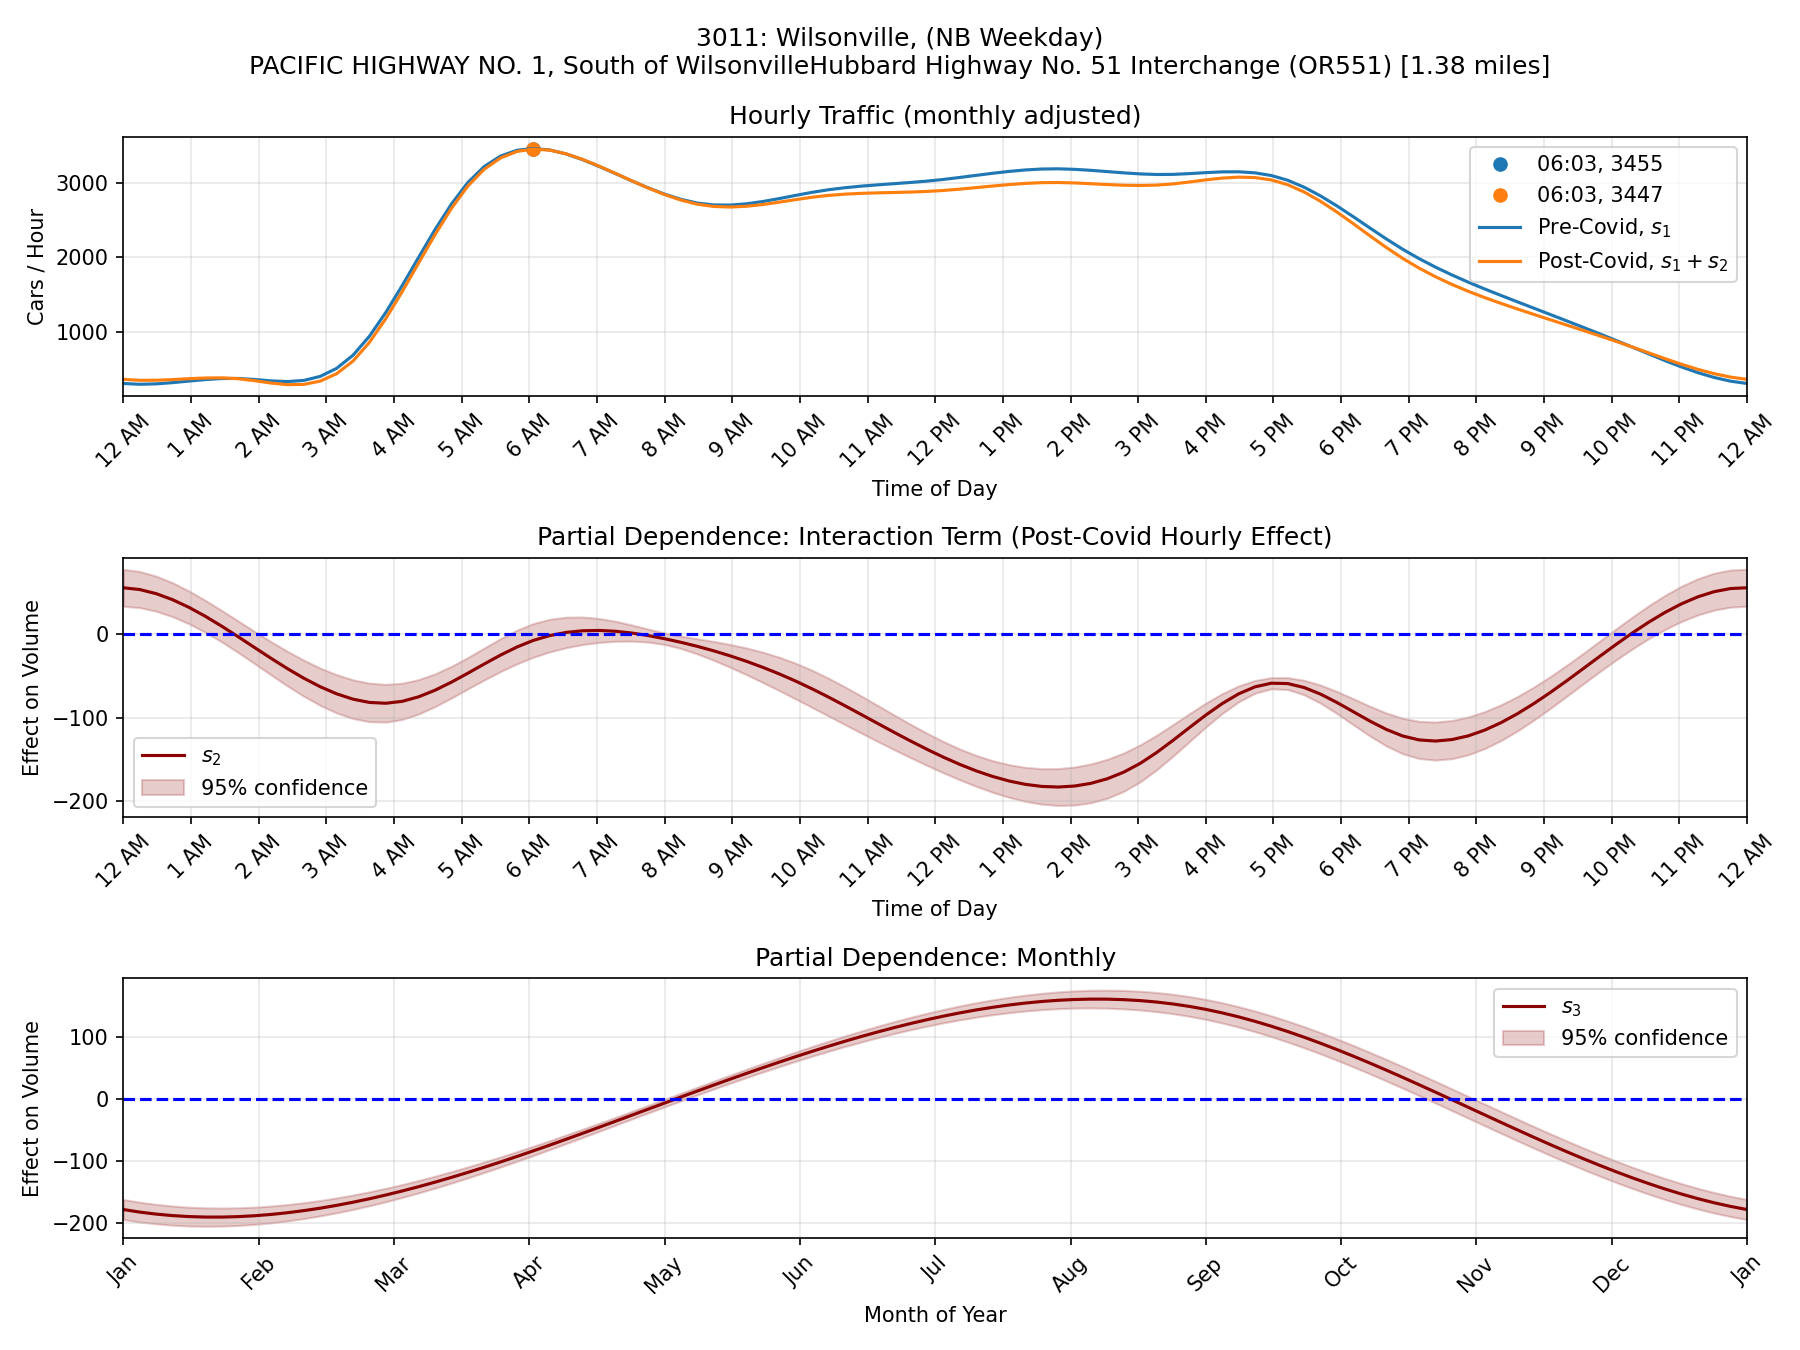 3011: Wilsonville, (NB Weekday)
PACIFIC HIGHWAY NO. 1, South of WilsonvilleHubbard Highway No. 51 Interchange (OR551) [1.38 miles]
Hourly Traffic (monthly adjusted)
Cars / Hour
3000
2000
1000
06:03, 3455
06:03, 3447
Pre-Covid, s₁
Post-Covid, s₁ + s₂
12 AM 1 AM 2 AM 3 AM 4 AM 5 AM 6 AM 7 AM 8 AM 9 AM 10 AM 11 AM 12 PM 1 PM 2 PM 3 PM 4 PM 5 PM 6 PM 7 PM 8 PM 9 PM 10 PM 11 PM 12 AM
Time of Day
Partial Dependence: Interaction Term (Post-Covid Hourly Effect)
Effect on Volume
0
−100
−200
s₂
95% confidence
12 AM 1 AM 2 AM 3 AM 4 AM 5 AM 6 AM 7 AM 8 AM 9 AM 10 AM 11 AM 12 PM 1 PM 2 PM 3 PM 4 PM 5 PM 6 PM 7 PM 8 PM 9 PM 10 PM 11 PM 12 AM
Time of Day
Partial Dependence: Monthly
Effect on Volume
100
0
−100
−200
s₃
95% confidence
Jan Feb Mar Apr May Jun Jul Aug Sep Oct Nov Dec Jan
Month of Year